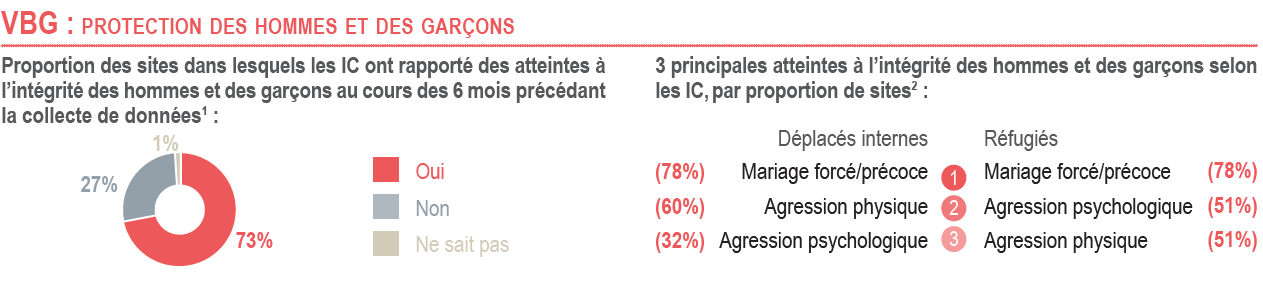 VBG : PROTECTION DES HOMMES ET DES GARÇONS
Proportion des sites dans lesquels les IC ont rapporté des atteintes à
l'intégrité des hommes et des garçons au cours des 6 mois précédant
la collecte de données¹ :
1%
27%
73%
Oui
Non
Ne sait pas
3 principales atteintes à l'intégrité des hommes et des garçons selon
les IC, par proportion de sites² :
Déplacés internes Réfugiés
(78%) Mariage forcé/précoce 1 Mariage forcé/précoce (78%)
(60%) Agression physique 2 Agression psychologique (51%)
(32%) Agression psychologique 3 Agression physique (51%)